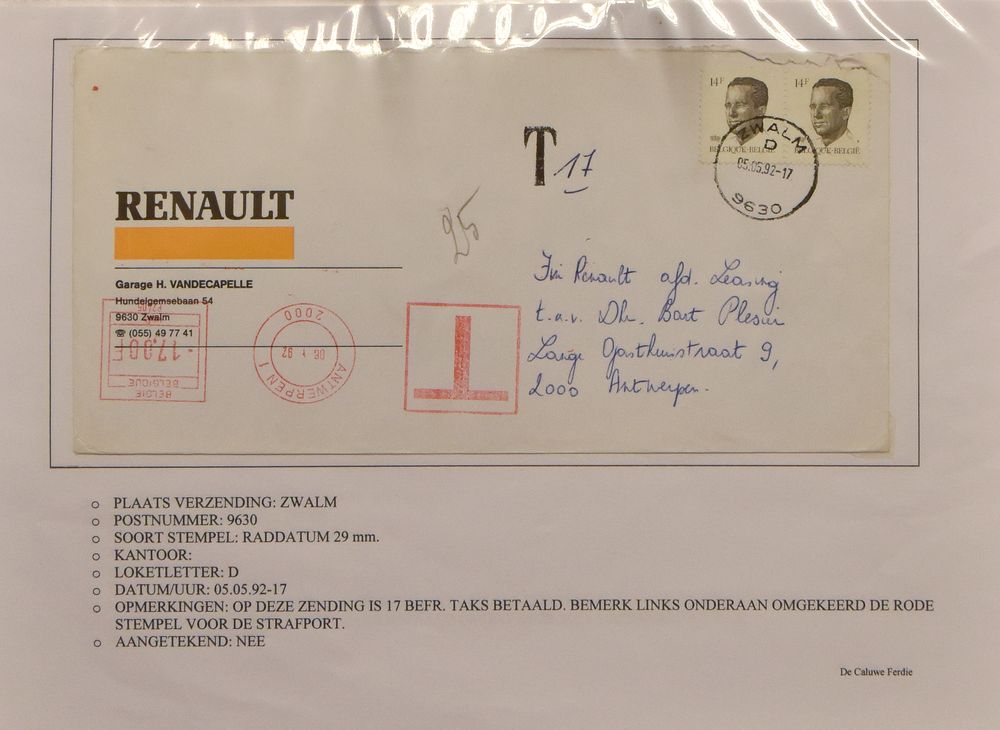 14F 14F
BELGIQUE-BELGIË BELGIQUE-BELGIË
ZWALM
D
05.05.92-17
9630
T 17
RENAULT
25
Garage H. VANDECAPELLE
Hundelgemsebaan 54
9630 Zwalm
☎ (055) 49 77 41
Fin Renault afd. Leasing
t.a.v. Dhr. Bart Plesier
Lange Gasthuisstraat 9,
2000 Antwerpen.
BELGIE
BELGIQUE
17,00F
ANTWERPEN 1
2000
T
o PLAATS VERZENDING: ZWALM
o POSTNUMMER: 9630
o SOORT STEMPEL: RADDATUM 29 mm.
o KANTOOR:
o LOKETLETTER: D
o DATUM/UUR: 05.05.92-17
o OPMERKINGEN: OP DEZE ZENDING IS 17 BEFR. TAKS BETAALD. BEMERK LINKS ONDERAAN OMGEKEERD DE RODE
STEMPEL VOOR DE STRAFPORT.
o AANGETEKEND: NEE
De Caluwe Ferdie